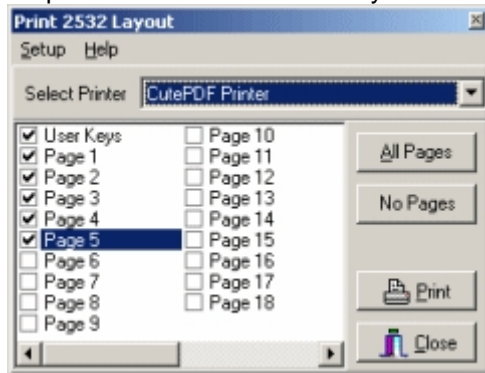 Print 2532 Layout
Setup Help
Select Printer CutePDF Printer
User Keys
Page 1
Page 2
Page 3
Page 4
Page 5
Page 6
Page 7
Page 8
Page 9
Page 10
Page 11
Page 12
Page 13
Page 14
Page 15
Page 16
Page 17
Page 18
All Pages
No Pages
Print
Close